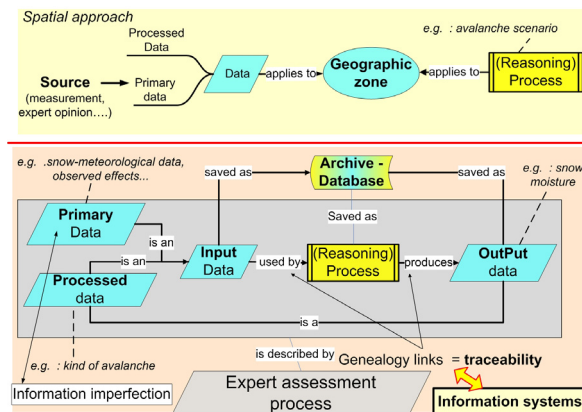 Spatial approach
Processed
Data
e.g. : avalanche scenario
Source
(measurement,
expert opinion....)
Primary
data
Data
applies to
Geographic
zone
applies to
(Reasoning)
Process
e.g. .snow-meteorological data,
observed effects...
saved as
Archive -
Database
saved as
e.g. : snow
moisture
Primary
Data
is an
Saved as
is an
Input
Data
used by
(Reasoning)
Process
produces
OutPut
data
Processed
data
is a
e.g. : kind of avalanche
is described by
Genealogy links = traceability
Information imperfection
Expert assessment
process
Information systems